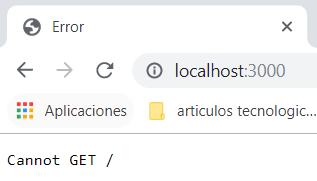 Error
localhost:3000
Aplicaciones
articulos tecnologic...
Cannot GET /